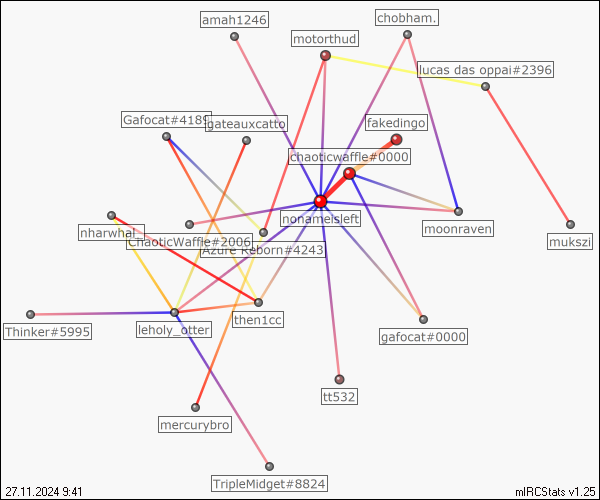 amah1246
chobham.
motorthud
lucas das oppai#2396
Gafocat#4189
gateauxcatto
fakedingo
chaoticwaffle#0000
nonameisleft
moonraven
nharwhal_
ChaoticWaffle#2006
Azure Reborn#4243
mukszi
Thinker#5995
leholy_otter
then1cc
gafocat#0000
tt532
mercurybro
TripleMidget#8824
27.11.2024 9:41
mIRCStats v1.25